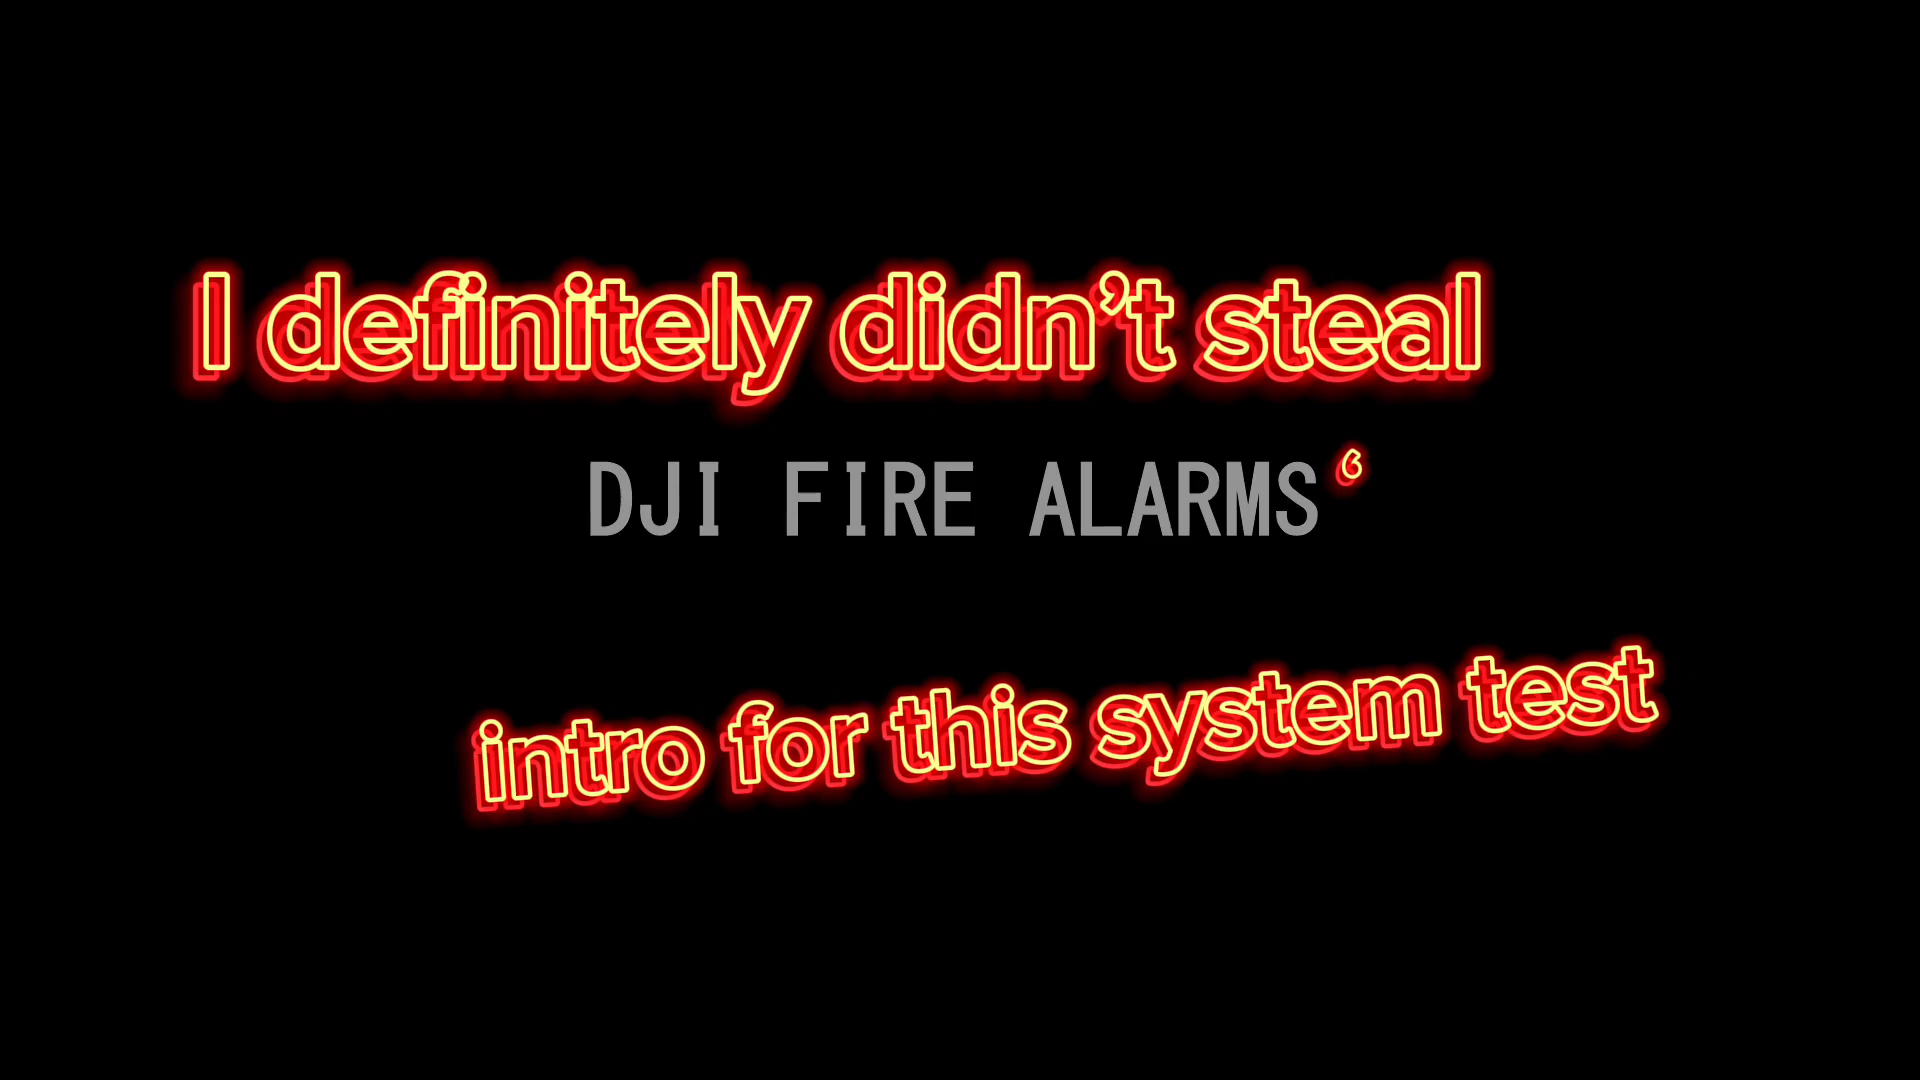 I definitely didn’t steal
DJI FIRE ALARMS‘
intro for this system test